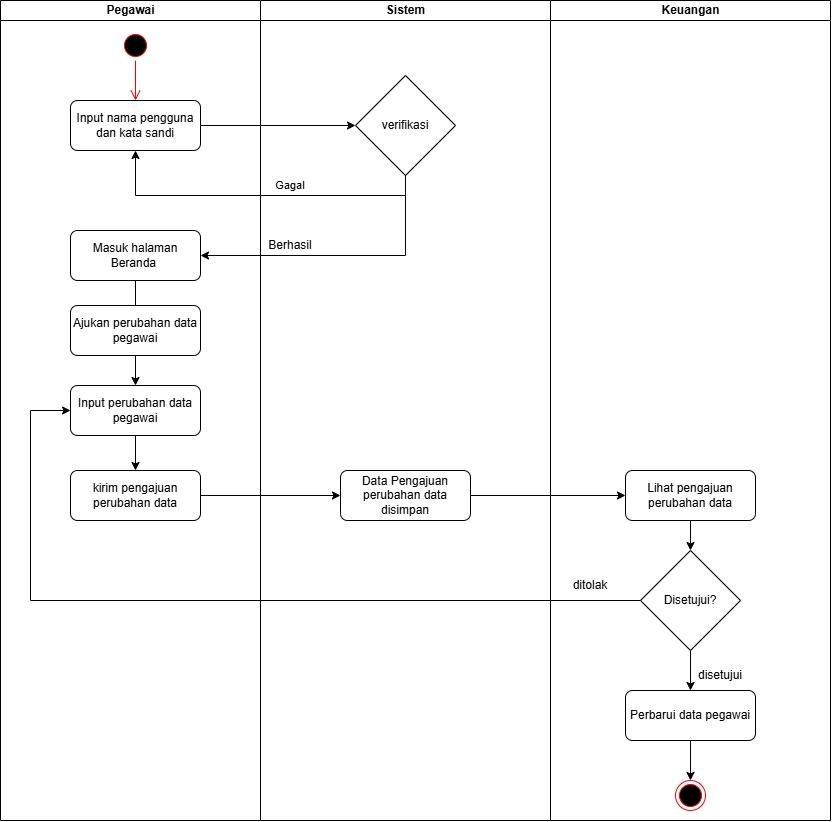 Pegawai
Sistem
Keuangan
Input nama pengguna
dan kata sandi
verifikasi
Gagal
Masuk halaman
Beranda
Berhasil
Ajukan perubahan data
pegawai
Input perubahan data
pegawai
kirim pengajuan
perubahan data
Data Pengajuan
perubahan data
disimpan
Lihat pengajuan
perubahan data
ditolak
Disetujui?
disetujui
Perbarui data pegawai